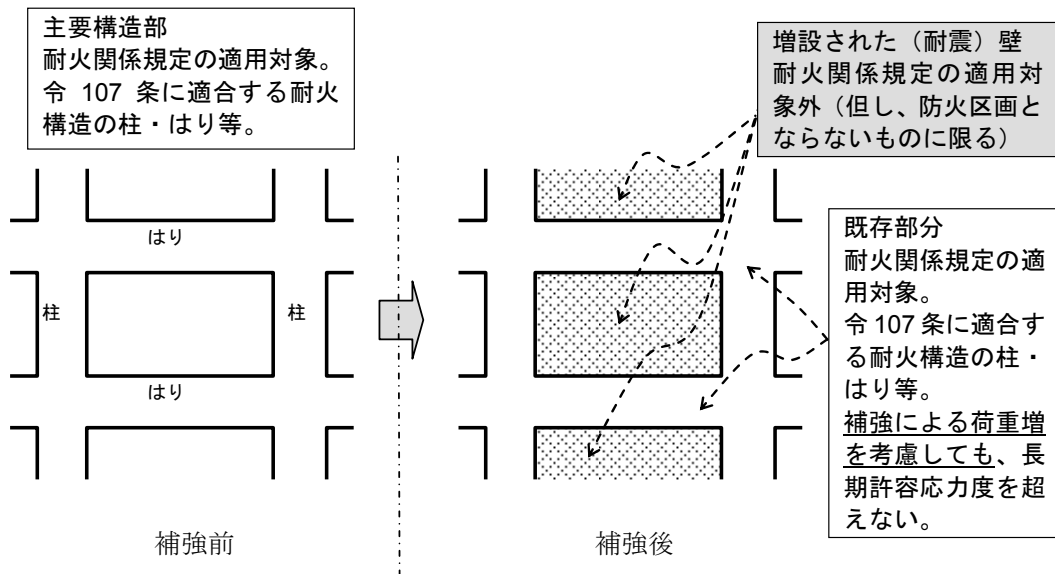 主要構造部
耐火関係規定の適用対象。
令 107 条に適合する耐火
構造の柱・はり等。
増設された（耐震）壁
耐火関係規定の適用対
象外（但し、防火区画と
ならないものに限る）
はり
柱
柱
はり
既存部分
耐火関係規定の適
用対象。
令 107 条に適合す
る耐火構造の柱・
はり等。
補強による荷重増
を考慮しても、長
期許容応力度を超
えない。
補強前
補強後